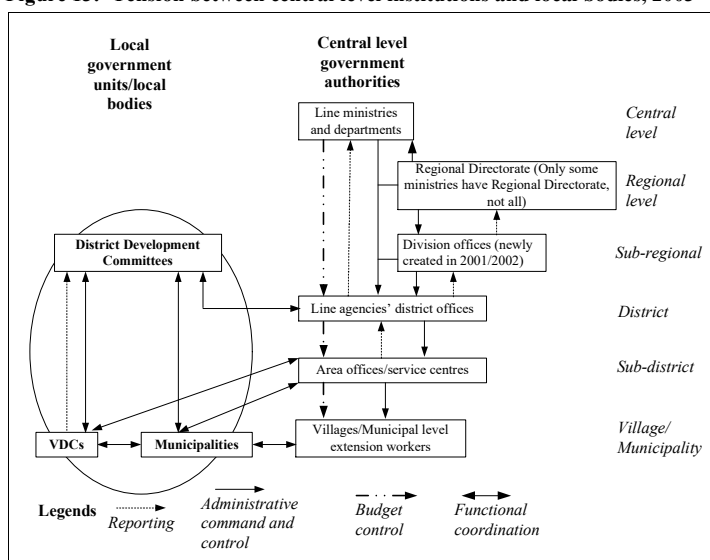 Figure 13: Tension between central level institutions and local bodies, 2003
Local
government
units/local
bodies
Central level
government
authorities
Line ministries
and departments
Central
level
Regional Directorate (Only some
ministries have Regional Directorate,
not all)
Regional
level
District Development
Committees
Division offices (newly
created in 2001/2002)
Sub-regional
Line agencies' district offices
District
Area offices/service centres
Sub-district
VDCs
Municipalities
Villages/Municipal level
extension workers
Village/
Municipality
Legends
Reporting
Administrative
command and
control
Budget
control
Functional
coordination